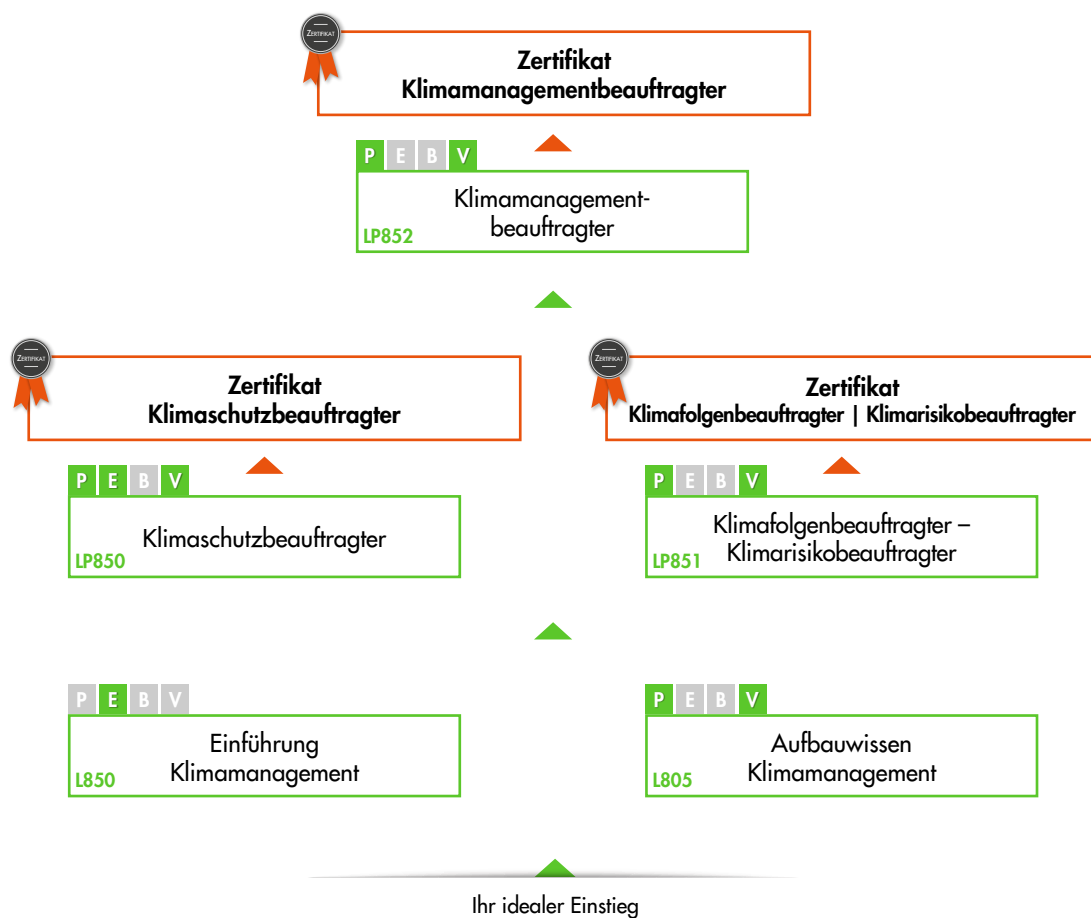 ZERTIFIKAT
Zertifikat
Klimamanagementbeauftragter
P E B V
Klimamanagement-
beauftragter
LP852
ZERTIFIKAT
Zertifikat
Klimaschutzbeauftragter
ZERTIFIKAT
Zertifikat
Klimafolgenbeauftragter | Klimarisikobeauftragter
P E B V
Klimaschutzbeauftragter
LP850
P E B V
Klimafolgenbeauftragter –
Klimarisikobeauftragter
LP851
P E B V
Einführung
Klimamanagement
L850
P E B V
Aufbauwissen
Klimamanagement
L805
Ihr idealer Einstieg